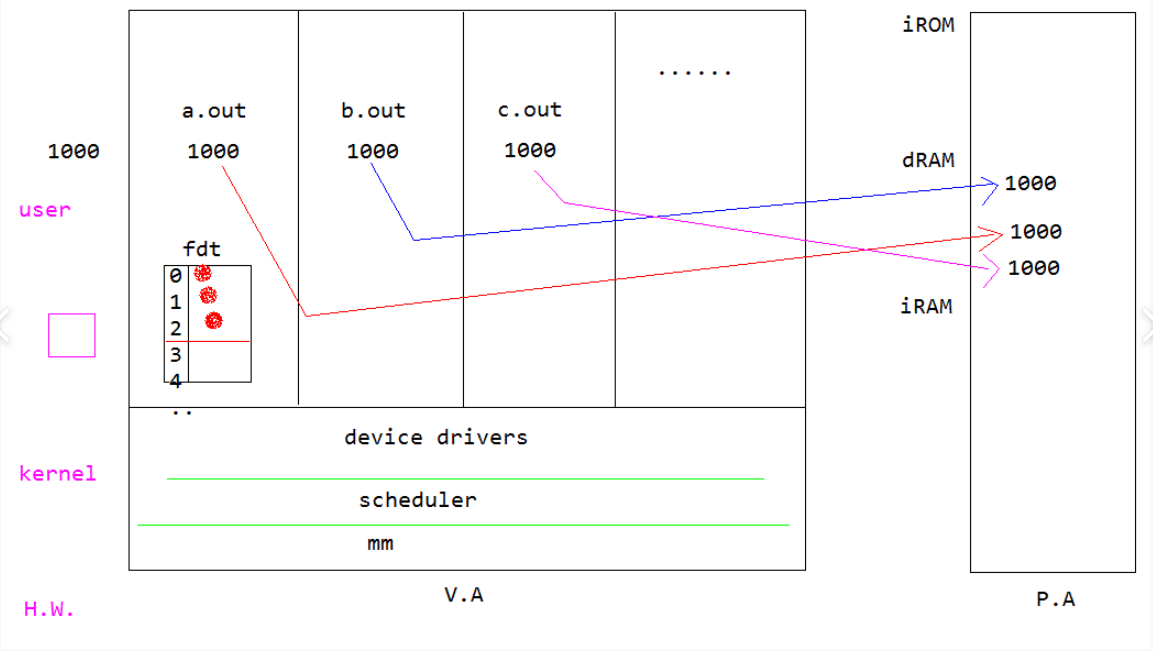 iROM
......
a.out b.out c.out
1000 1000 1000 1000
dRAM
1000
user
1000
fdt
1000
0
1
iRAM
2
3
4
..
device drivers
kernel
scheduler
mm
V.A
P.A
H.W.